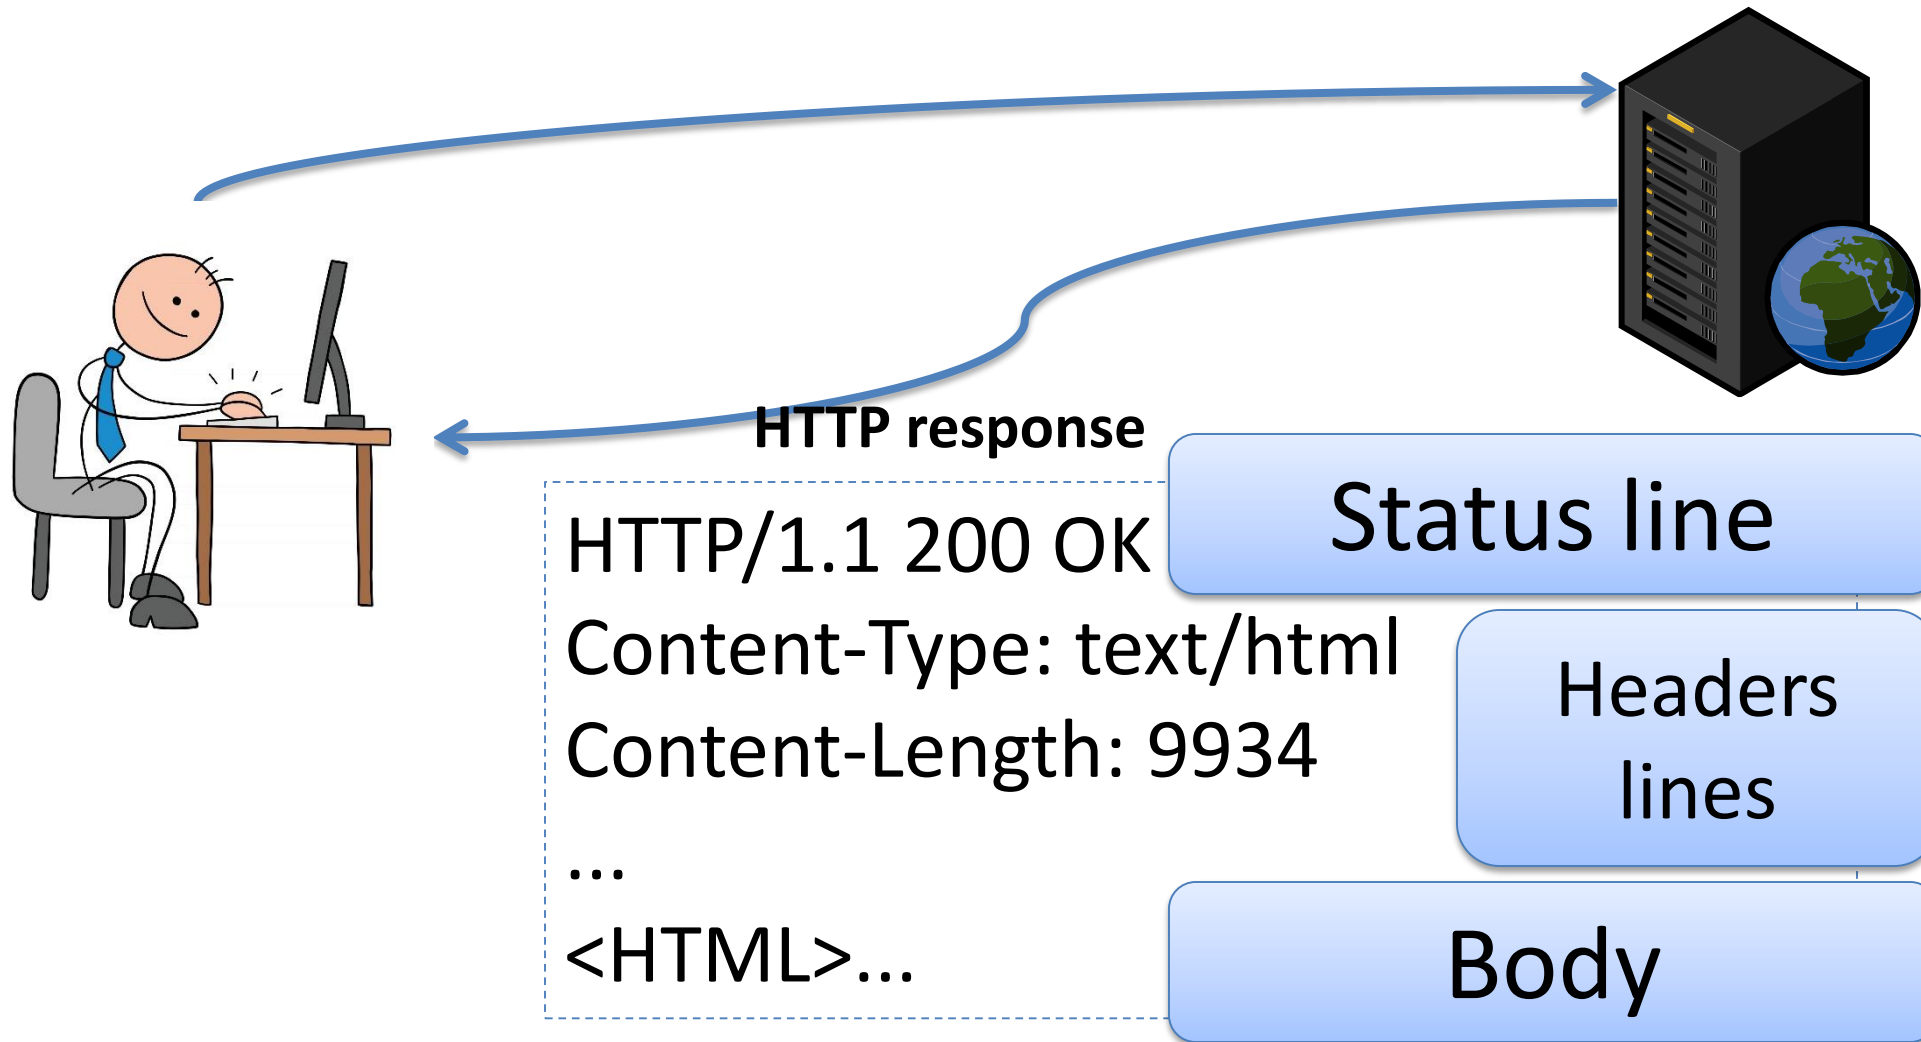 HTTP response
HTTP/1.1 200 OK
Status line
Content-Type: text/html
Content-Length: 9934
Headers
lines
...
<HTML>...
Body